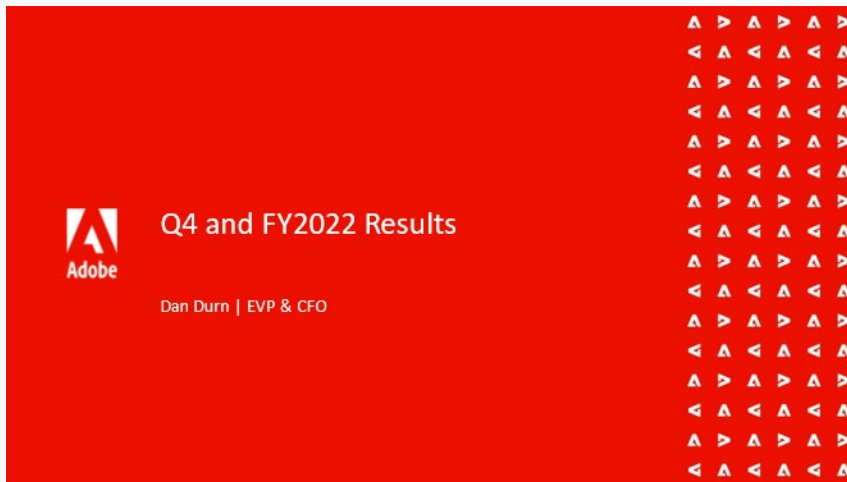 Q4 and FY2022 Results
Adobe
Dan Durn | EVP & CFO